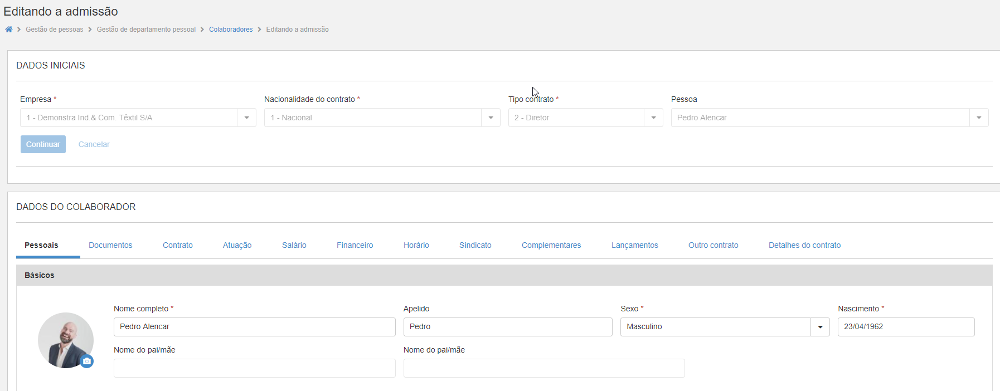 Editando a admissão
Gestão de pessoas > Gestão de departamento pessoal > Colaboradores > Editando a admissão
DADOS INICIAIS
Empresa * Nacionalidade do contrato * Tipo contrato * Pessoa
1 - Demonstra Ind.& Com. Têxtil S/A 1 - Nacional 2 - Diretor Pedro Alencar
Continuar Cancelar
DADOS DO COLABORADOR
Pessoais Documentos Contrato Atuação Salário Financeiro Horário Sindicato Complementares Lançamentos Outro contrato Detalhes do contrato
Básicos
Nome completo * Apelido Sexo * Nascimento *
Pedro Alencar Pedro Masculino 23/04/1962
Nome do pai/mãe Nome do pai/mãe